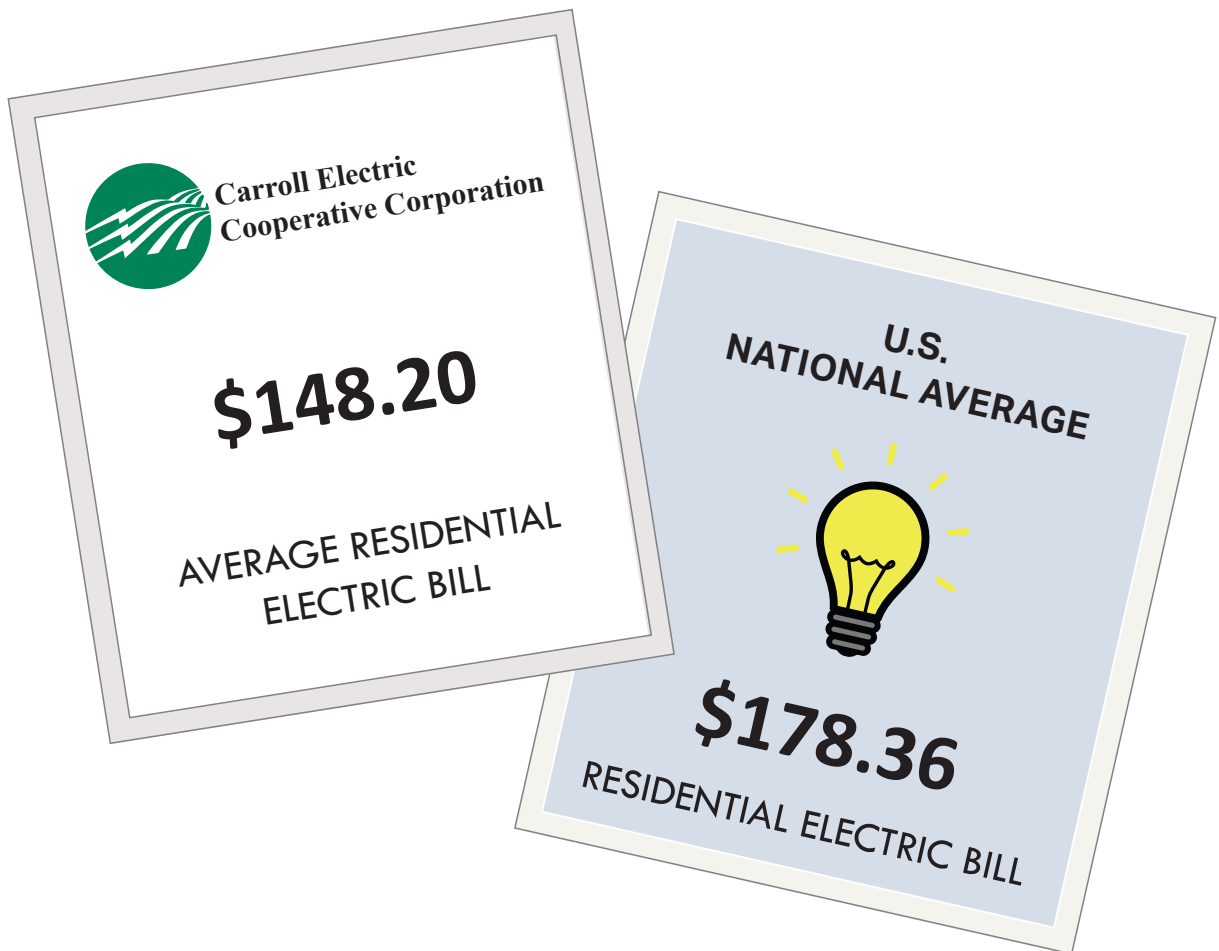 Carroll Electric
Cooperative Corporation
$148.20
AVERAGE RESIDENTIAL
ELECTRIC BILL
U.S.
NATIONAL AVERAGE
$178.36
RESIDENTIAL ELECTRIC BILL